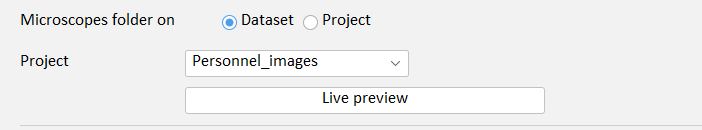 Microscopes folder on Dataset Project
Project Personnel_images
Live preview